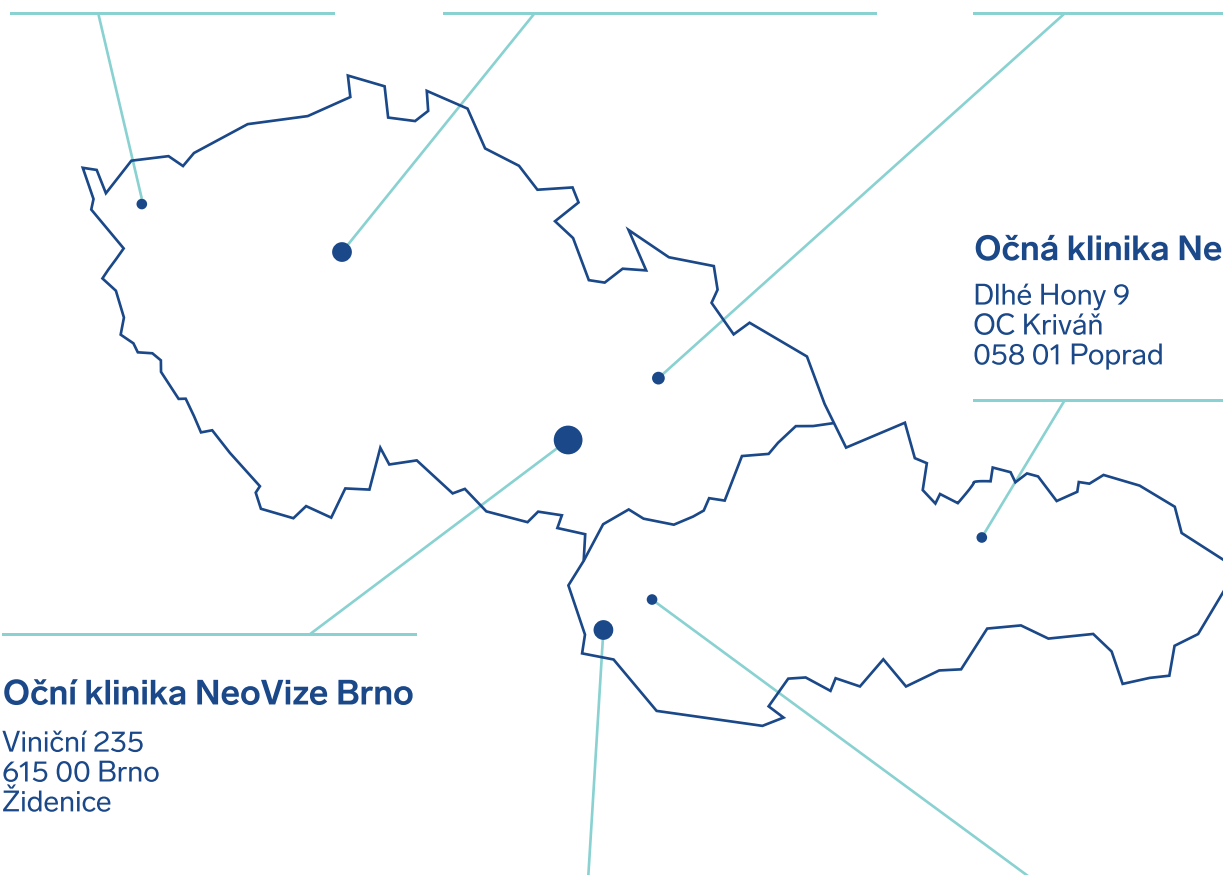 Očná klinika Ne
Dlhé Hony 9
OC Kriváň
058 01 Poprad
Oční klinika NeoVize Brno
Viniční 235
615 00 Brno
Židenice